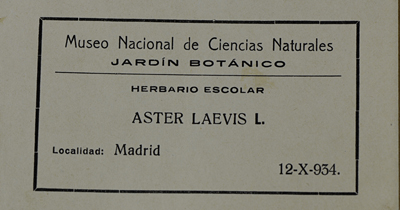 Museo Nacional de Ciencias Naturales
JARDÍN BOTÁNICO
HERBARIO ESCOLAR
ASTER LAEVIS L.
Localidad: Madrid
12-X-934.